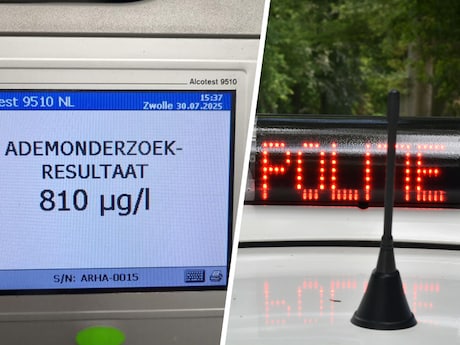 Alcotest 9510
est 9510 NL
15:37
Zwolle 30.07.2025
ADEMONDERZOEK-
RESULTAAT
810 µg/l
S/N: ARHA-0015
POLITIE